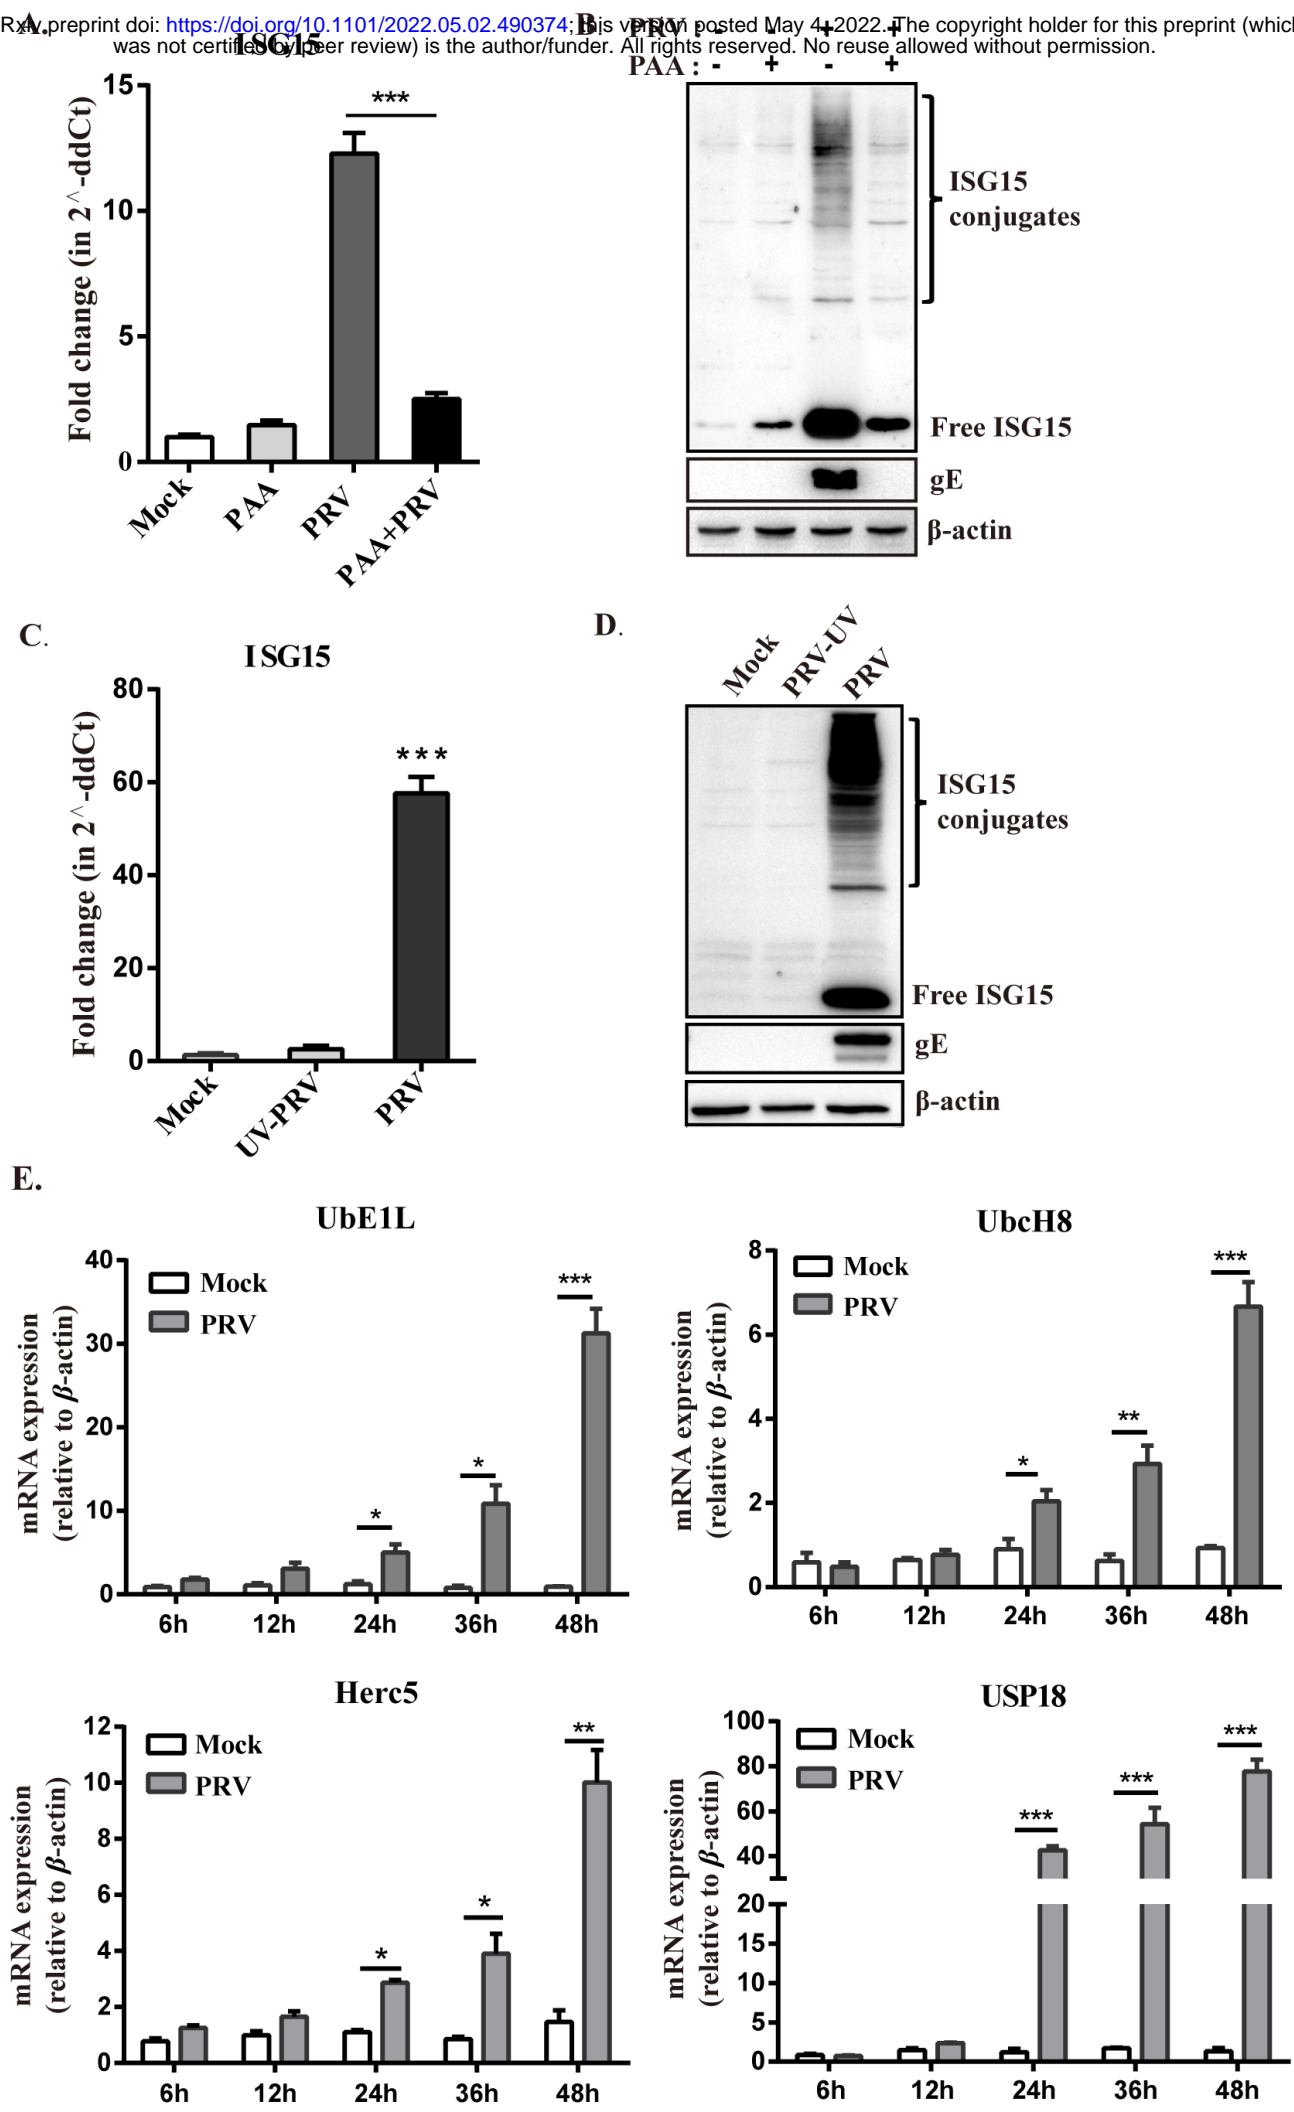 Rxiv preprint doi: https://doi.org/10.1101/2022.05.02.490374; this version posted May 4, 2022. The copyright holder for this preprint (which
was not certified by peer review) is the author/funder. All rights reserved. No reuse allowed without permission.
A.
ISG15
Fold change (in 2^-ddCt)
15
10
5
0
***
Mock
PAA
PRV
PAA+PRV
B.
PRV : - - + +
PAA : - + - +
ISG15
conjugates
Free ISG15
gE
β-actin
C.
ISG15
Fold change (in 2^-ddCt)
80
60
40
20
0
***
Mock
UV-PRV
PRV
D.
Mock
PRV-UV
PRV
ISG15
conjugates
Free ISG15
gE
β-actin
E.
UbE1L
mRNA expression
(relative to β-actin)
40
30
20
10
0
Mock
PRV
*
*
***
6h 12h 24h 36h 48h
UbcH8
mRNA expression
(relative to β-actin)
8
6
4
2
0
Mock
PRV
*
**
***
6h 12h 24h 36h 48h
Herc5
mRNA expression
(relative to β-actin)
12
10
8
6
4
2
0
Mock
PRV
*
*
**
6h 12h 24h 36h 48h
USP18
mRNA expression
(relative to β-actin)
100
80
60
40
20
15
10
5
0
Mock
PRV
***
***
***
6h 12h 24h 36h 48h